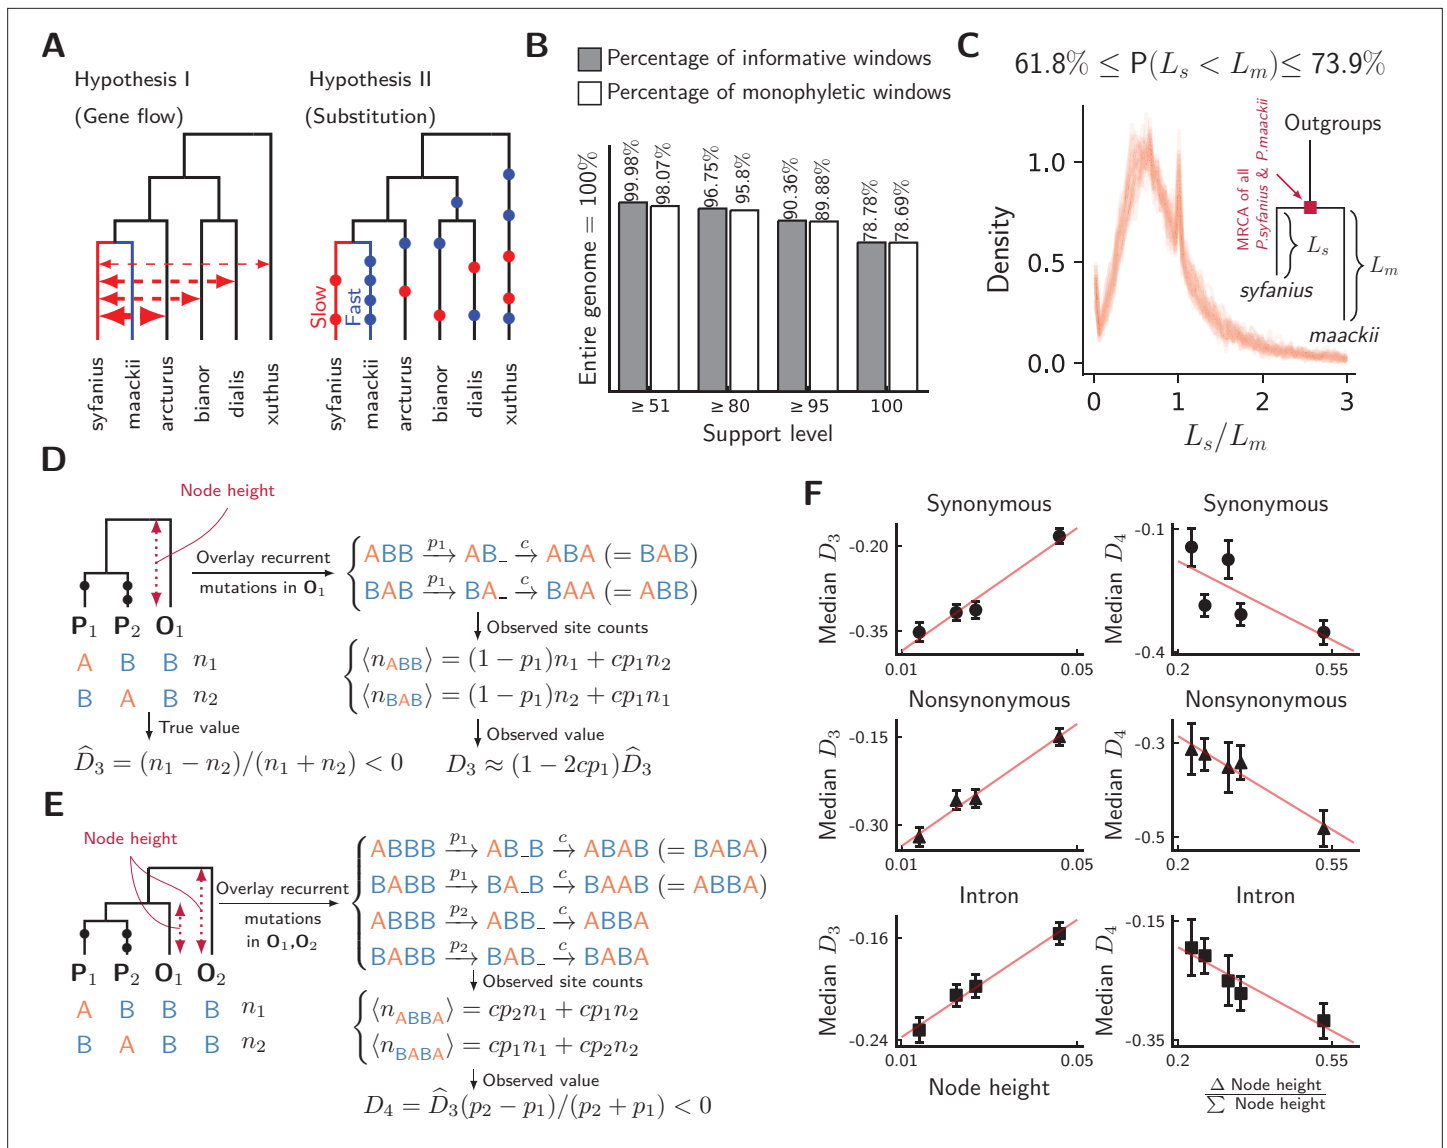 A
Hypothesis I
(Gene flow)
Hypothesis II
(Substitution)
Slow
Fast
syfanius
maackii
arcturus
bianor
dialis
xuthus
syfanius
maackii
arcturus
bianor
dialis
xuthus
B
Percentage of informative windows
Percentage of monophyletic windows
Entire genome = 100%
99.98%
98.07%
96.75%
95.8%
90.36%
89.88%
78.78%
78.69%
≥ 51
≥ 80
≥ 95
100
Support level
C
61.8% ≤ P(L_s < L_m) ≤ 73.9%
Density
1.0
0.5
0.0
0
1
2
3
L_s/L_m
MRCA of all
P.syfanius & P.maackii
Outgroups
L_s
L_m
syfanius
maackii
D
Node height
P₁ P₂ O₁
A B B n₁
B A B n₂
True value
D̂₃ = (n₁ − n₂)/(n₁ + n₂) < 0
Overlay recurrent
mutations in O₁
ABB p₁→ AB_ c→ ABA (= BAB)
BAB p₁→ BA_ c→ BAA (= ABB)
Observed site counts
⟨n_ABB⟩ = (1 − p₁)n₁ + cp₁n₂
⟨n_BAB⟩ = (1 − p₁)n₂ + cp₁n₁
Observed value
D₃ ≈ (1 − 2cp₁)D̂₃
E
Node height
P₁ P₂ O₁ O₂
A B B B n₁
B A B B n₂
Overlay recurrent
mutations
in O₁,O₂
ABBB p₁→ AB_B c→ ABAB (= BABA)
BABB p₁→ BA_B c→ BAAB (= ABBA)
ABBB p₂→ ABB_ c→ ABBA
BABB p₂→ BAB_ c→ BABA
Observed site counts
⟨n_ABBA⟩ = cp₂n₁ + cp₁n₂
⟨n_BABA⟩ = cp₁n₁ + cp₂n₂
Observed value
D₄ = D̂₃(p₂ − p₁)/(p₂ + p₁) < 0
F
Synonymous
Median D₃
-0.20
-0.35
0.01
0.05
Synonymous
Median D₄
-0.1
-0.4
0.2
0.55
Nonsynonymous
Median D₃
-0.15
-0.30
0.01
0.05
Nonsynonymous
Median D₄
-0.3
-0.5
0.2
0.55
Intron
Median D₃
-0.16
-0.24
0.01
0.05
Node height
Intron
Median D₄
-0.15
-0.35
0.2
0.55
Δ Node height
∑ Node height